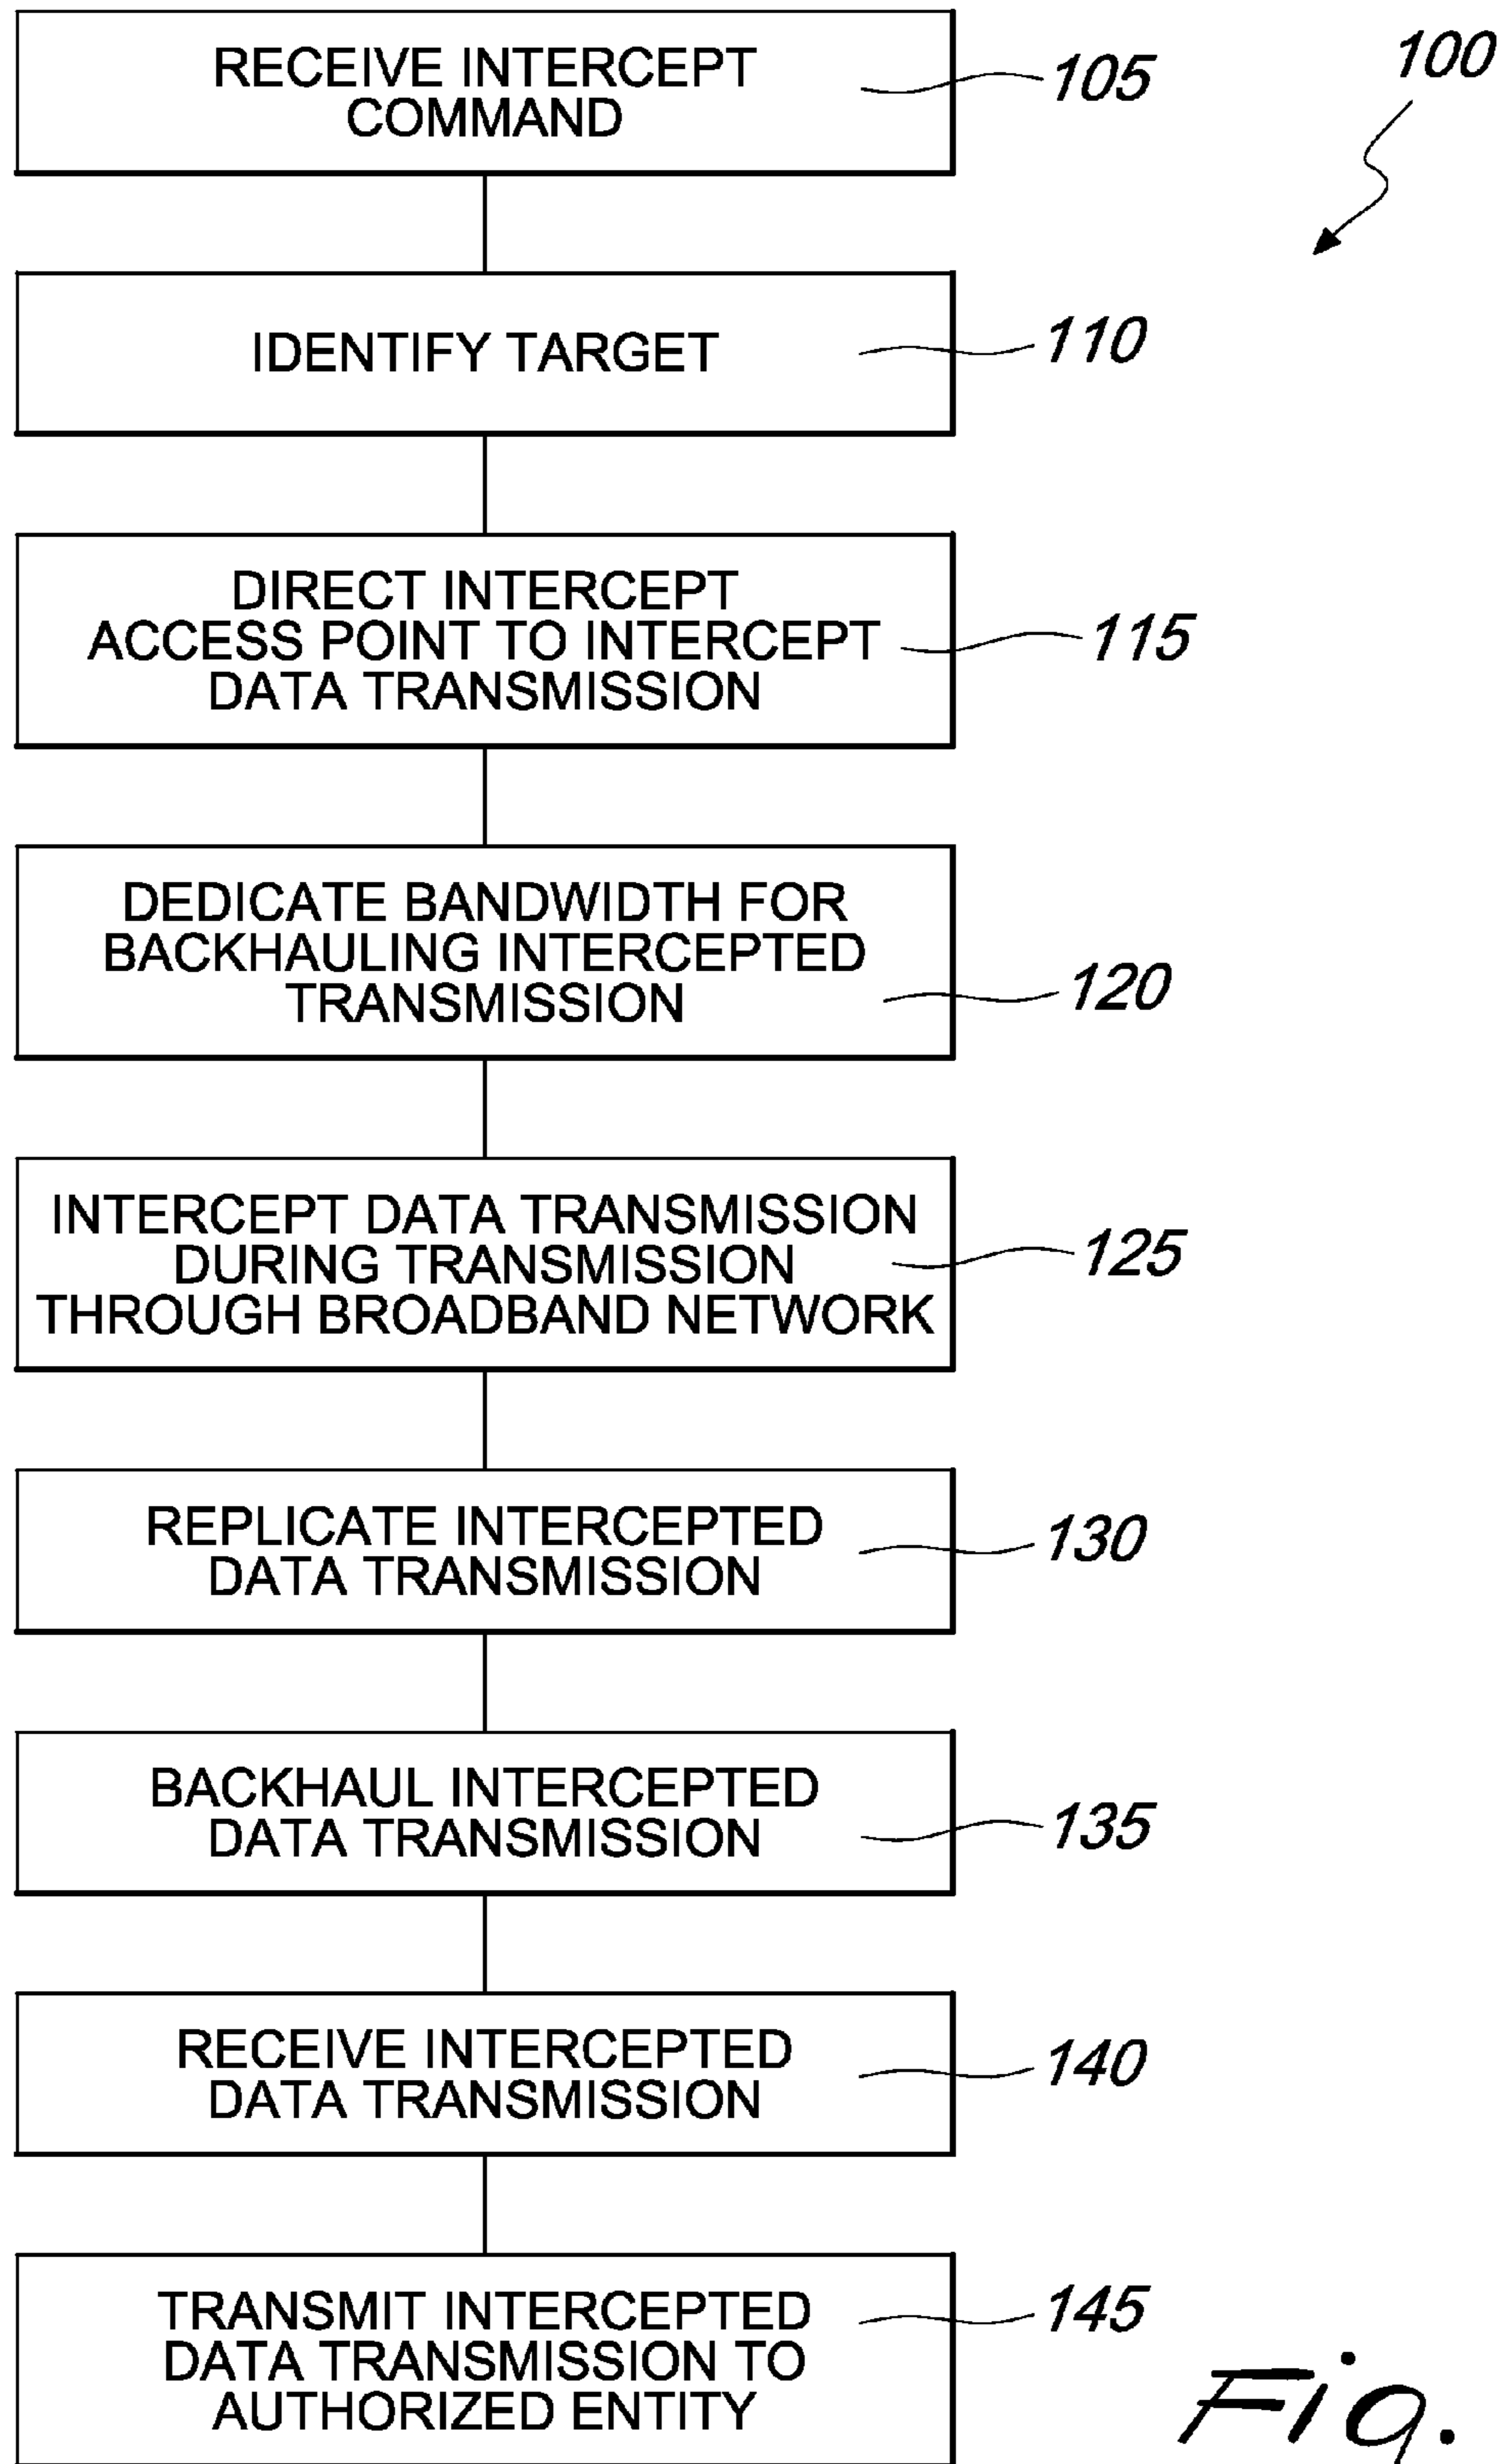 RECEIVE INTERCEPT
COMMAND
105
100
IDENTIFY TARGET
110
DIRECT INTERCEPT
ACCESS POINT TO INTERCEPT
DATA TRANSMISSION
115
DEDICATE BANDWIDTH FOR
BACKHAULING INTERCEPTED
TRANSMISSION
120
INTERCEPT DATA TRANSMISSION
DURING TRANSMISSION
THROUGH BROADBAND NETWORK
125
REPLICATE INTERCEPTED
DATA TRANSMISSION
130
BACKHAUL INTERCEPTED
DATA TRANSMISSION
135
RECEIVE INTERCEPTED
DATA TRANSMISSION
140
TRANSMIT INTERCEPTED
DATA TRANSMISSION TO
AUTHORIZED ENTITY
145
Fig.